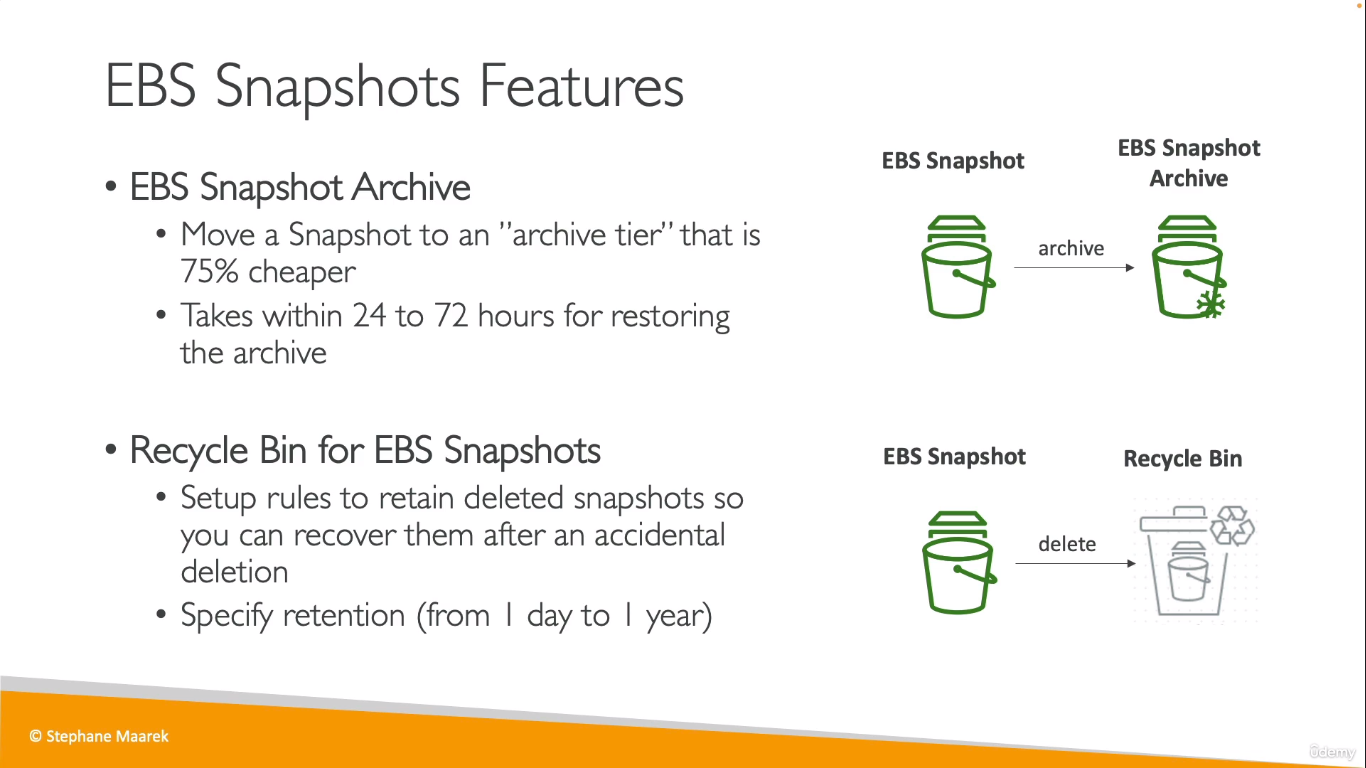 EBS Snapshots Features
• EBS Snapshot Archive
• Move a Snapshot to an ”archive tier” that is
75% cheaper
• Takes within 24 to 72 hours for restoring
the archive
• Recycle Bin for EBS Snapshots
• Setup rules to retain deleted snapshots so
you can recover them after an accidental
deletion
• Specify retention (from 1 day to 1 year)
EBS Snapshot
archive
EBS Snapshot
Archive
EBS Snapshot
delete
Recycle Bin
© Stephane Maarek
ûdemy